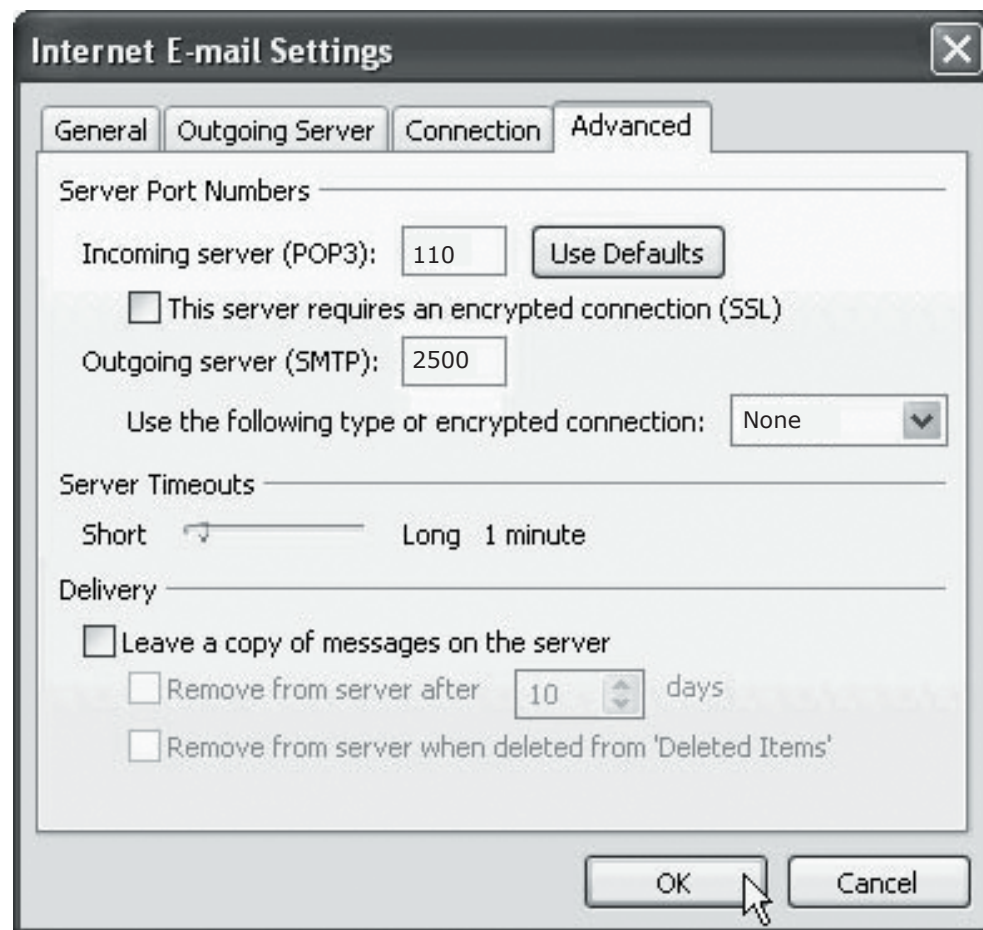 Internet E-mail Settings
General Outgoing Server Connection Advanced
Server Port Numbers
Incoming server (POP3): 110 Use Defaults
This server requires an encrypted connection (SSL)
Outgoing server (SMTP): 2500
Use the following type of encrypted connection: None
Server Timeouts
Short Long 1 minute
Delivery
Leave a copy of messages on the server
Remove from server after 10 days
Remove from server when deleted from 'Deleted Items'
OK Cancel